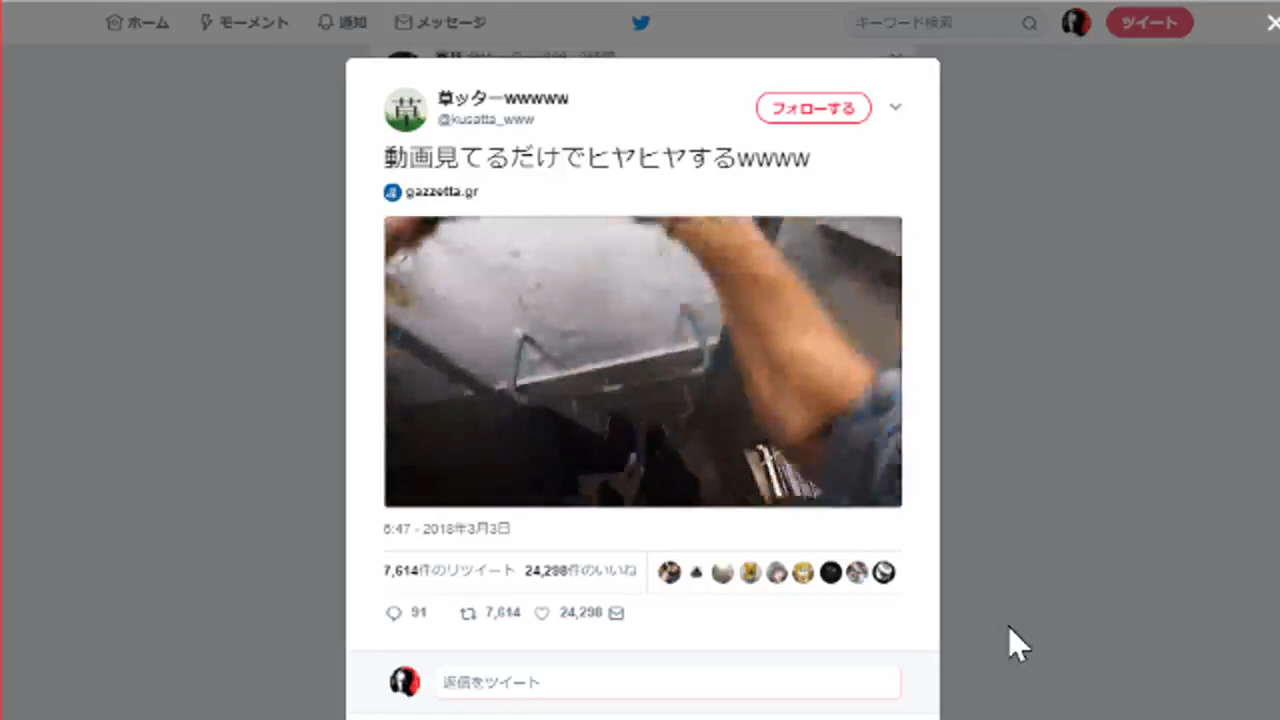 ホーム
モーメント
通知
メッセージ
キーワード検索
ツイート
草ッターwwwww
@kusatta_www
フォローする
動画見てるだけでヒヤヒヤするwwww
gazzetta.gr
6:47 - 2018年3月3日
7,614件のリツイート 24,298件のいいね
91 7,614 24,298
返信をツイート